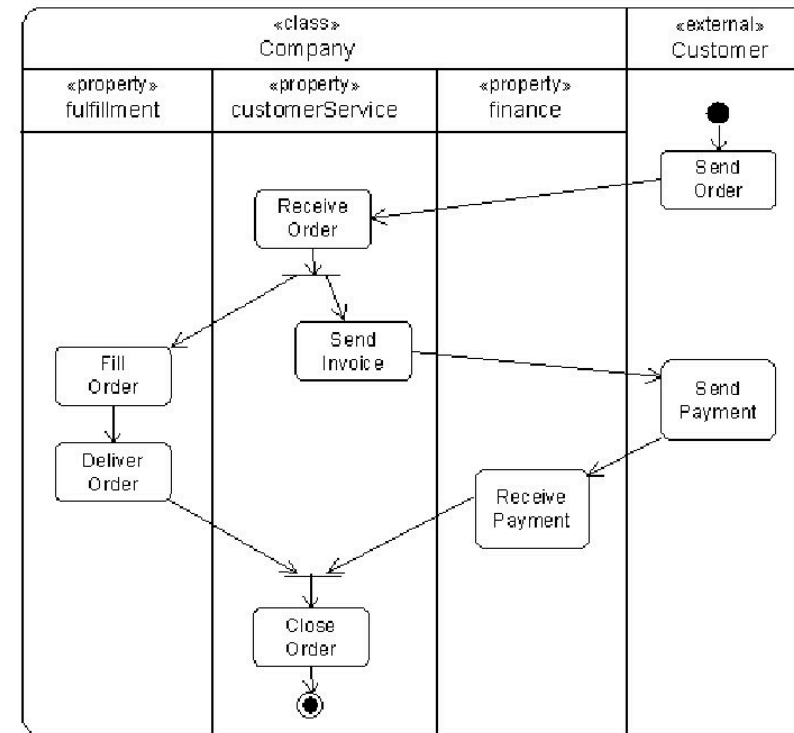 «class»
Company
«external»
Customer
«property»
fulfillment
«property»
customerService
«property»
finance
Send
Order
Receive
Order
Send
Invoice
Fill
Order
Send
Payment
Deliver
Order
Receive
Payment
Close
Order